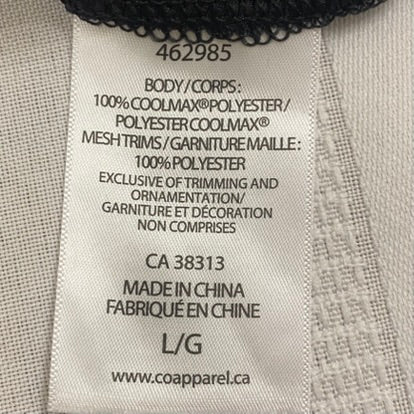 462985
BODY/CORPS:
100% COOLMAX®POLYESTER/
POLYESTER COOLMAX®
MESH TRIMS/GARNITURE MAILLE:
100% POLYESTER
EXCLUSIVE OF TRIMMING AND
ORNAMENTATION/
GARNITURE ET DÉCORATION
NON COMPRISES
CA 38313
MADE IN CHINA
FABRIQUÉ EN CHINE
L/G
www.coapparel.ca